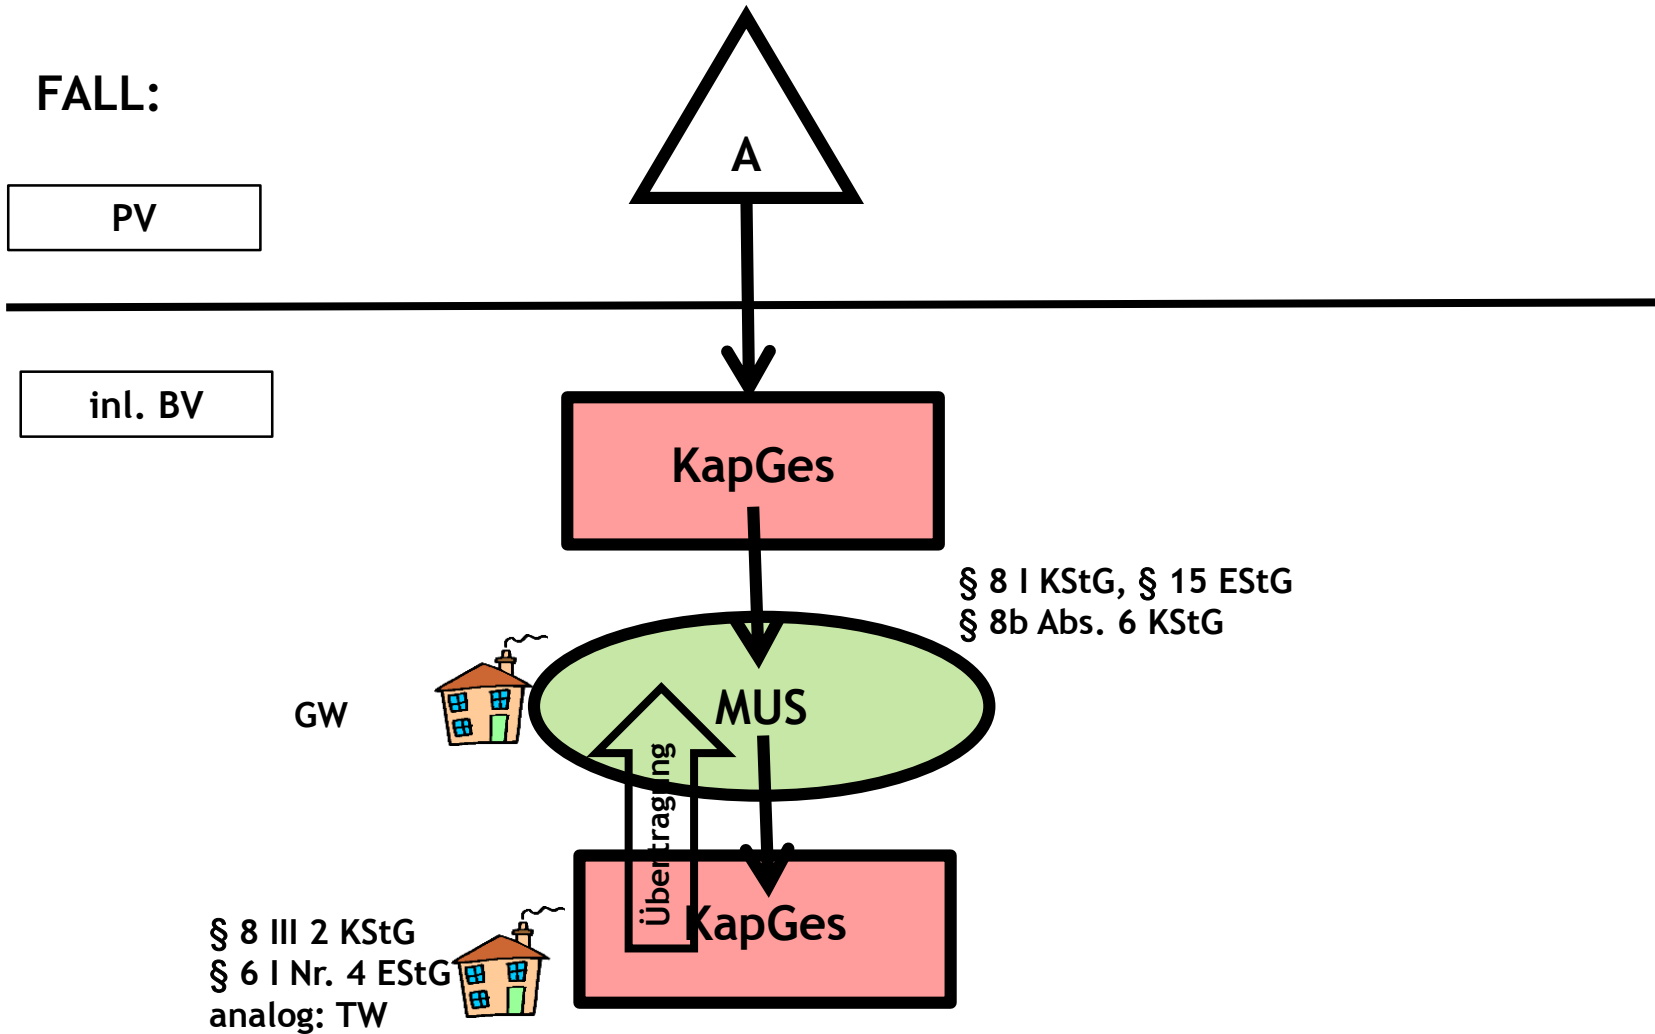 FALL:
A
PV
inl. BV
KapGes
§ 8 I KStG, § 15 EStG
§ 8b Abs. 6 KStG
GW
MUS
Übertragung
KapGes
§ 8 III 2 KStG
§ 6 I Nr. 4 EStG
analog: TW